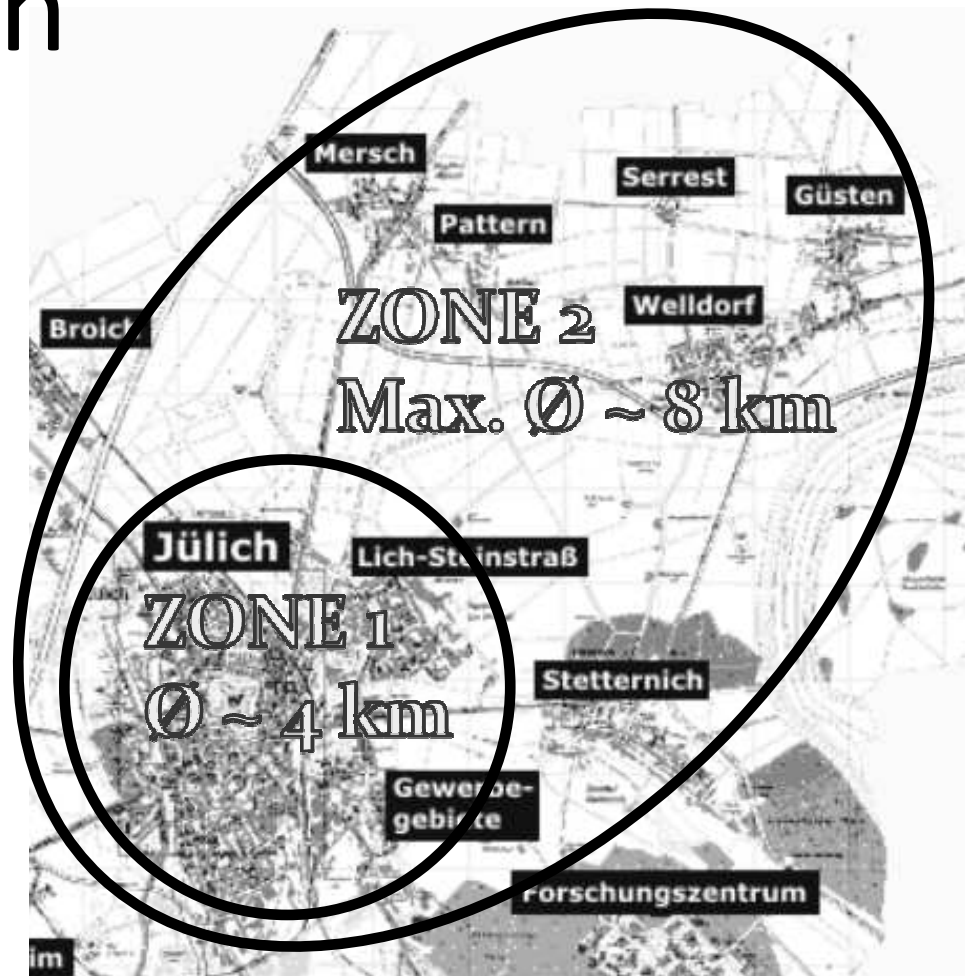 n
Mersch
Serrest
Güsten
Pattern
ZONE 2
Welldorf
Broich
Max. Ø ~ 8 km
Jülich
Lich-Steinstraß
ZONE 1
Stetternich
Ø ~ 4 km
Gewerbe-
gebiete
Forschungszentrum
im